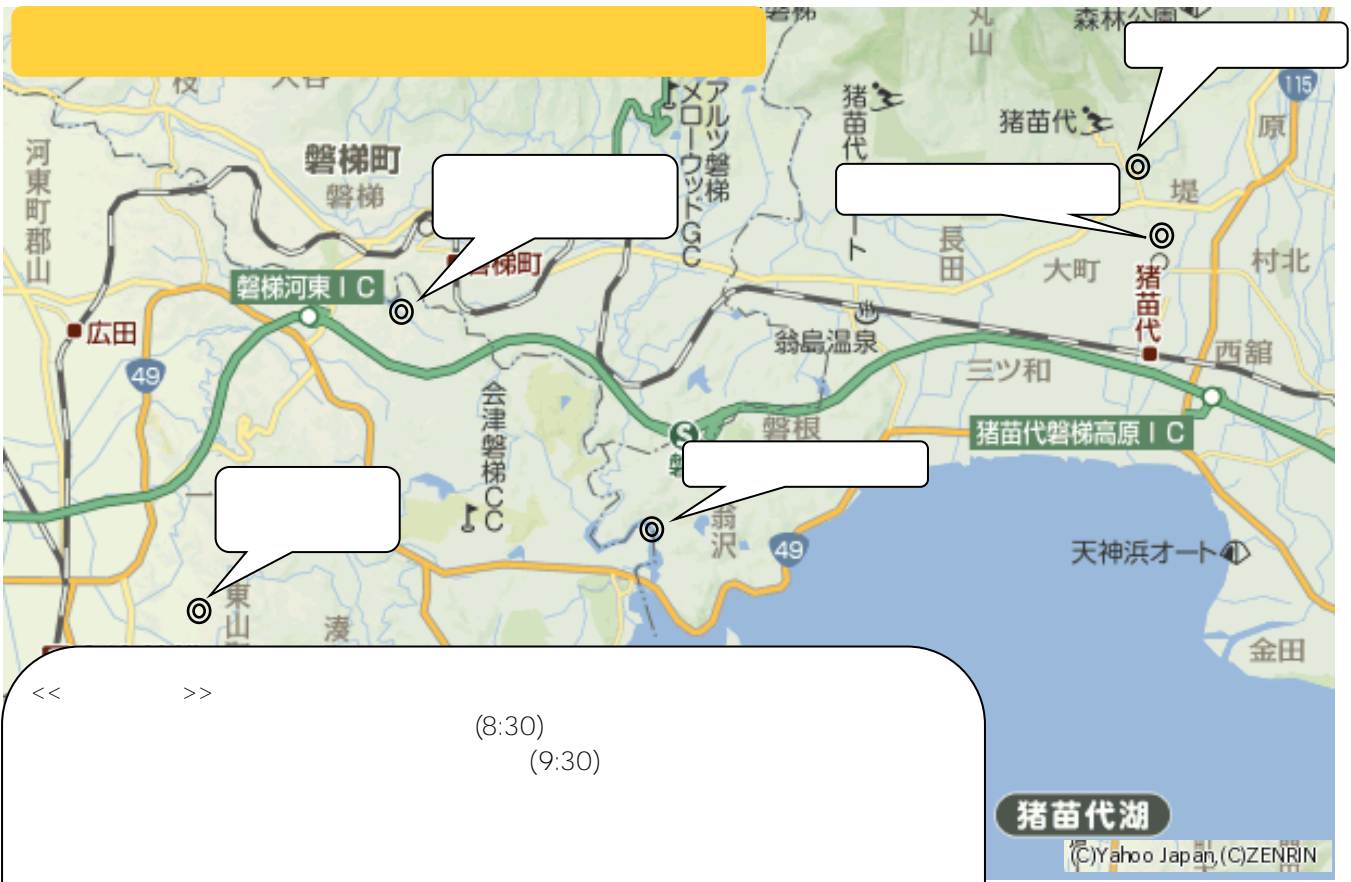 丸山
森林公園
115
猪苗代
原
河東町郡山
磐梯町
磐梯
アルツ磐梯
メローウッドGC
猪苗代
ート
堤
長田
大町
村北
磐梯町
磐梯河東IC
猪苗代
広田
翁島温泉
西舘
49
三ツ和
会津磐梯CC
磐根
猪苗代磐梯高原IC
S
一
翁沢
49
天神浜オート
東山
湊
金田
<< >>
(8:30)
(9:30)
猪苗代湖
(C)Yahoo Japan,(C)ZENRIN